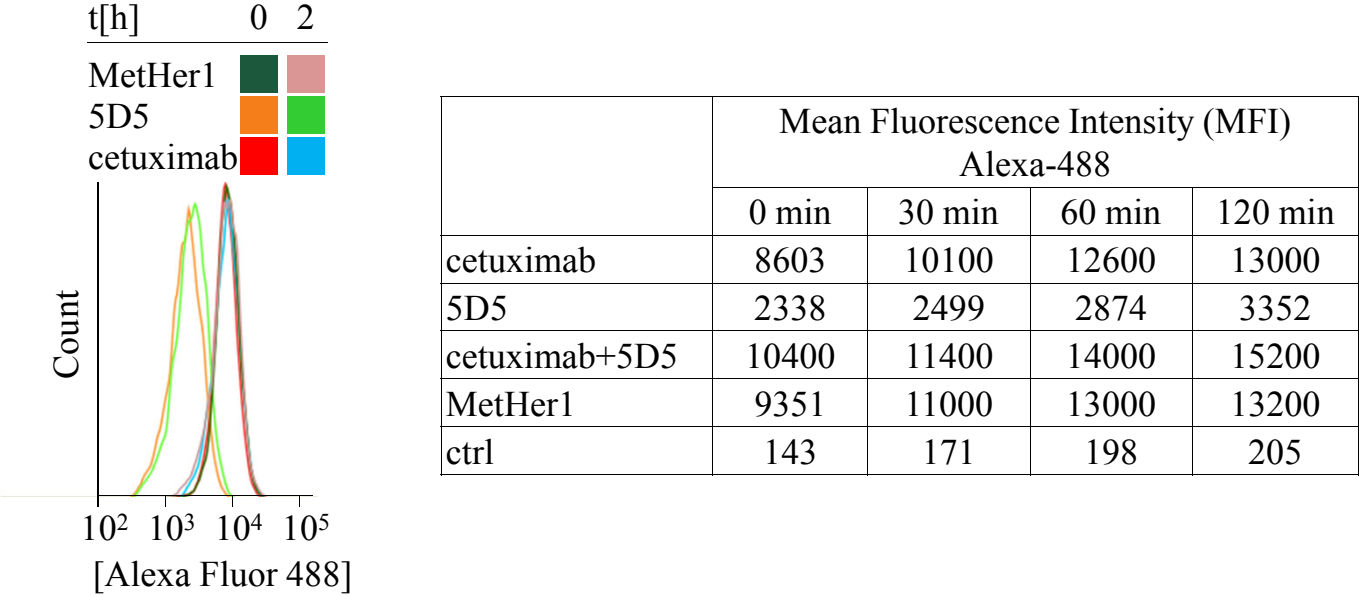 t[h] 0 2
MetHer1
5D5
cetuximab
Count
10² 10³ 10⁴ 10⁵
[Alexa Fluor 488]
Mean Fluorescence Intensity (MFI)
Alexa-488
0 min 30 min 60 min 120 min
cetuximab 8603 10100 12600 13000
5D5 2338 2499 2874 3352
cetuximab+5D5 10400 11400 14000 15200
MetHer1 9351 11000 13000 13200
ctrl 143 171 198 205